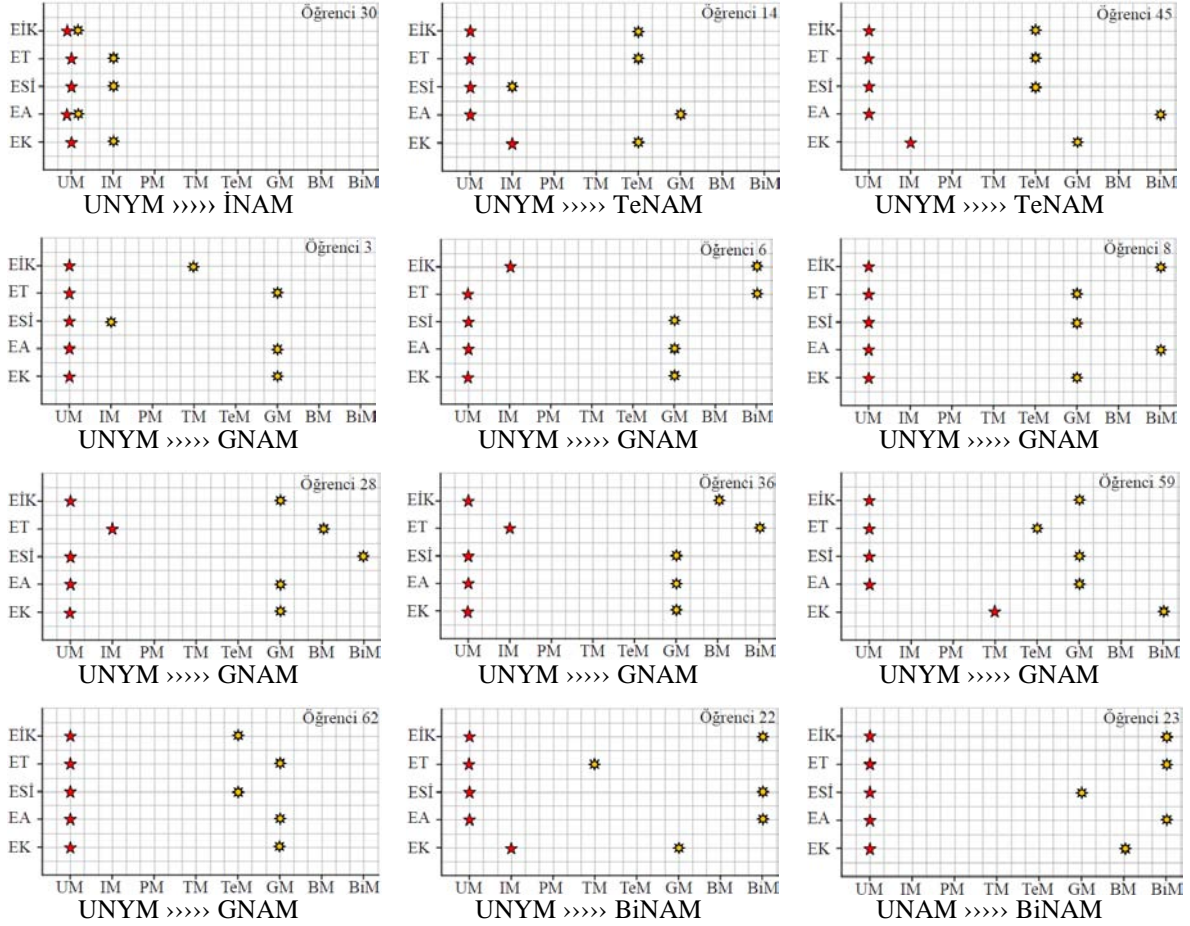 Öğrenci 30
EİK
ET
ESİ
EA
EK
UM IM PM TM TeM GM BM BiM
UNYM ››››› İNAM
Öğrenci 14
EİK
ET
ESİ
EA
EK
UM IM PM TM TeM GM BM BiM
UNYM ››››› TeNAM
Öğrenci 45
EİK
ET
ESİ
EA
EK
UM IM PM TM TeM GM BM BiM
UNYM ››››› TeNAM
Öğrenci 3
EİK
ET
ESİ
EA
EK
UM IM PM TM TeM GM BM BiM
UNYM ››››› GNAM
Öğrenci 6
EİK
ET
ESİ
EA
EK
UM IM PM TM TeM GM BM BiM
UNYM ››››› GNAM
Öğrenci 8
EİK
ET
ESİ
EA
EK
UM IM PM TM TeM GM BM BiM
UNYM ››››› GNAM
Öğrenci 28
EİK
ET
ESİ
EA
EK
UM IM PM TM TeM GM BM BiM
UNYM ››››› GNAM
Öğrenci 36
EİK
ET
ESİ
EA
EK
UM IM PM TM TeM GM BM BiM
UNYM ››››› GNAM
Öğrenci 59
EİK
ET
ESİ
EA
EK
UM IM PM TM TeM GM BM BiM
UNYM ››››› GNAM
Öğrenci 62
EİK
ET
ESİ
EA
EK
UM IM PM TM TeM GM BM BiM
UNYM ››››› GNAM
Öğrenci 22
EİK
ET
ESİ
EA
EK
UM IM PM TM TeM GM BM BiM
UNYM ››››› BiNAM
Öğrenci 23
EİK
ET
ESİ
EA
EK
UM IM PM TM TeM GM BM BiM
UNAM ››››› BiNAM